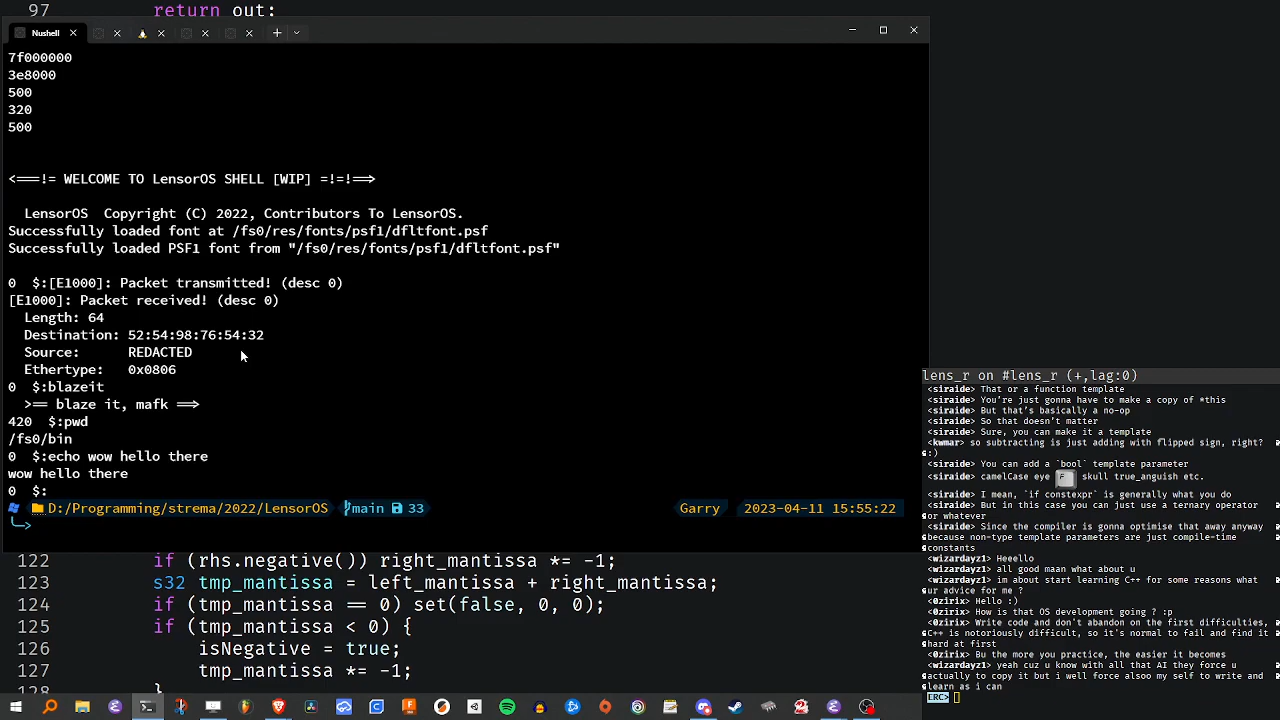 97 return out:
Nushell
7f000000
3e8000
500
320
500
<===!= WELCOME TO LensorOS SHELL [WIP] =!=!==>
LensorOS Copyright (C) 2022, Contributors To LensorOS.
Successfully loaded font at /fs0/res/fonts/psf1/dfltfont.psf
Successfully loaded PSF1 font from "/fs0/res/fonts/psf1/dfltfont.psf"
0 $:[E1000]: Packet transmitted! (desc 0)
[E1000]: Packet received! (desc 0)
Length: 64
Destination: 52:54:98:76:54:32
Source: REDACTED
Ethertype: 0x0806
0 $:blazeit
>== blaze it, mafk ==>
420 $:pwd
/fs0/bin
0 $:echo wow hello there
wow hello there
0 $:
D:/Programming/strema/2022/LensorOS main 33 Garry 2023-04-11 15:55:22
122 if (rhs.negative()) right_mantissa *= -1;
123 s32 tmp_mantissa = left_mantissa + right_mantissa;
124 if (tmp_mantissa == 0) set(false, 0, 0);
125 if (tmp_mantissa < 0) {
126 isNegative = true;
127 tmp_mantissa *= -1;
128 }
lens_r on #lens_r (+,lag:0)
<siraide> That or a function template
<siraide> You're just gonna have to make a copy of *this
<siraide> But that's basically a no-op
<siraide> So that doesn't matter
<siraide> Sure, you can make it a template
<kwmar> so subtracting is just adding with flipped sign, right?
:)
<siraide> You can add a `bool` template parameter
<siraide> camelCase eye F skull true_anguish etc.
<siraide> I mean, `if constexpr` is generally what you do
<siraide> But in this case you can just use a ternary operator
or whatever
<siraide> Since the compiler is gonna optimise that away anyway
because non-type template parameters are just compile-time
constants
<wizardayz1> Heeello
<wizardayz1> all good maan what about u
<wizardayz1> im about start learning C++ for some reasons what
ur advice for me ?
<0zirix> Hello :)
<0zirix> How is that OS development going ? :p
<0zirix> Write code and don't abandon on the first difficulties,
C++ is notoriously difficult, so it's normal to fail and find it
hard at first
<0zirix> Bu the more you practice, the easier it becomes
<wizardayz1> yeah cuz u know with all that AI they force u
actually to copy it but i well force alsoo my self to write and
learn as i can
ERC>